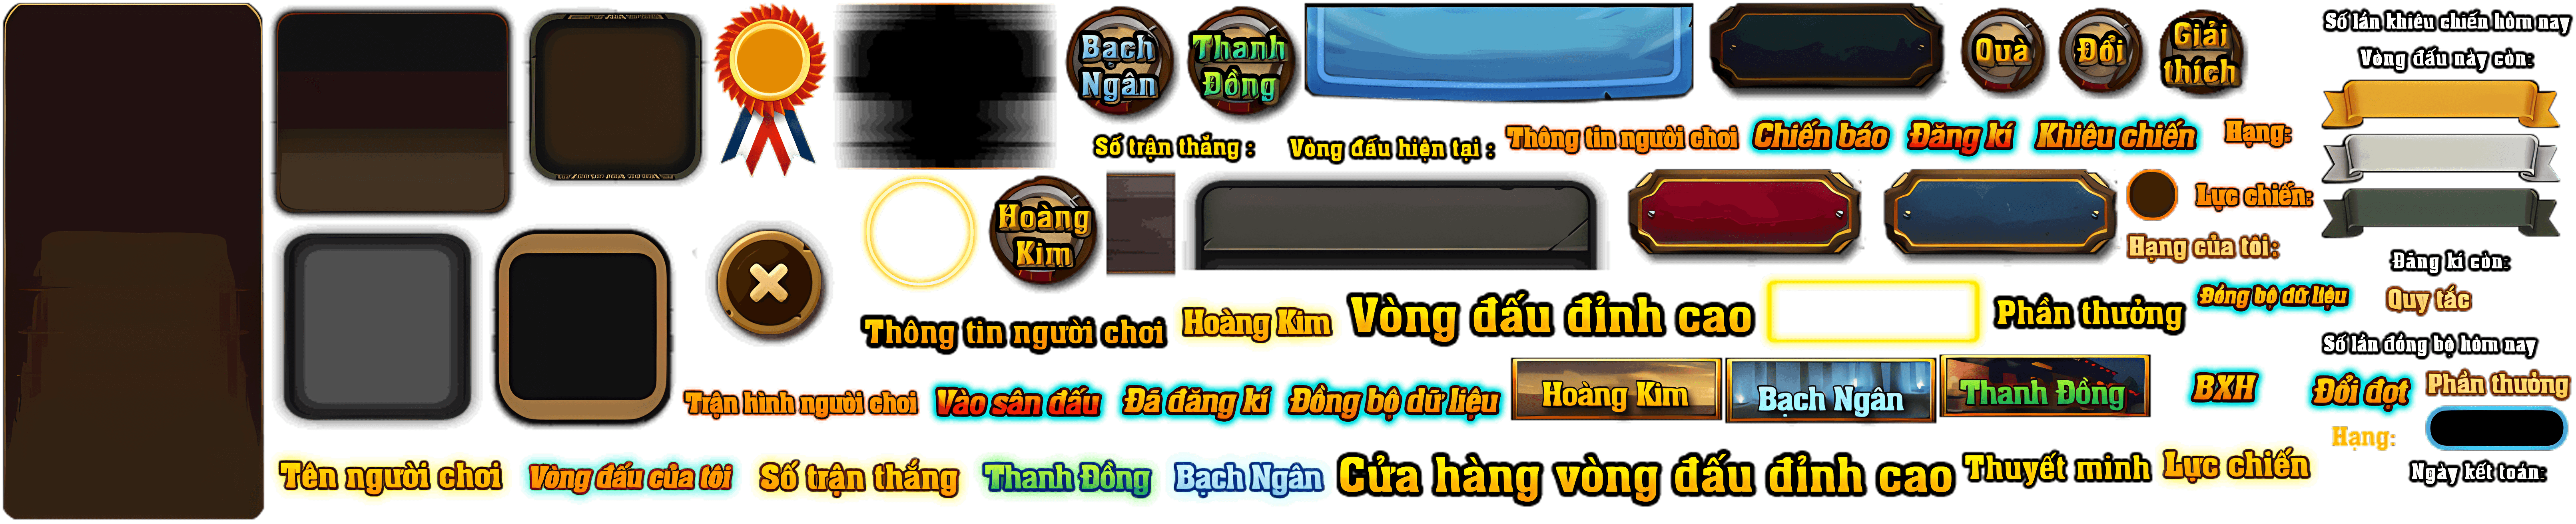 Bạch
Ngân
Thanh
Đồng
Quà
Đổi
Giải
thích
Số lần khiêu chiến hôm nay
Vòng đấu này còn:
Số trận thắng :
Vòng đấu hiện tại :
Thông tin người chơi
Chiến báo
Đăng kí
Khiêu chiến
Hạng:
Hoàng
Kim
Lực chiến:
Hạng của tôi:
Đăng kí còn:
Thông tin người chơi
Hoàng Kim
Vòng đấu đỉnh cao
Phần thưởng
Đồng bộ dữ liệu
Quy tắc
Số lần đồng bộ hôm nay
Trận hình người chơi
Vào sân đấu
Đã đăng kí
Đồng bộ dữ liệu
Hoàng Kim
Bạch Ngân
Thanh Đồng
BXH
Đổi đợt
Phần thưởng
Hạng:
Tên người chơi
Vòng đấu của tôi
Số trận thắng
Thanh Đồng
Bạch Ngân
Cửa hàng vòng đấu đỉnh cao
Thuyết minh
Lực chiến
Ngày kết toán: